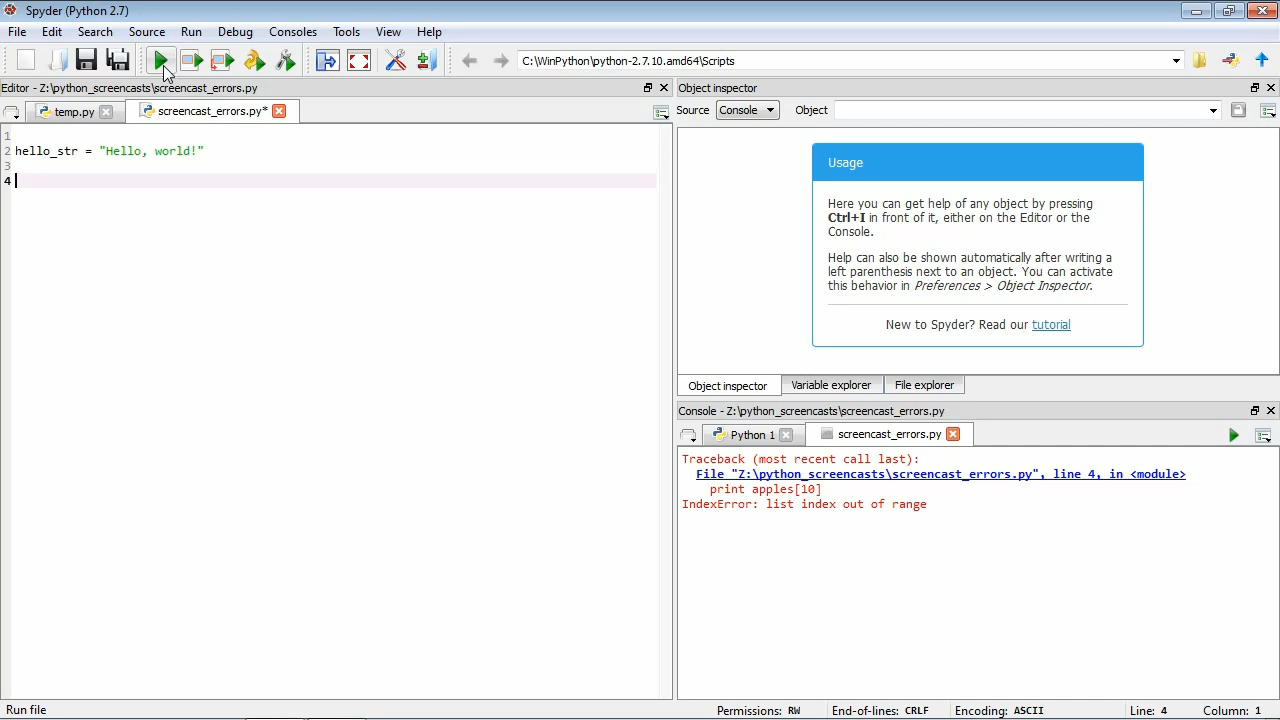 Spyder (Python 2.7)
File Edit Search Source Run Debug Consoles Tools View Help
C:\WinPython\python-2.7.10.amd64\Scripts
Editor - Z:\python_screencasts\screencast_errors.py
temp.py screencast_errors.py*
1
2 hello_str = "Hello, world!"
3
4
Object inspector
Source Console Object
Usage
Here you can get help of any object by pressing
Ctrl+I in front of it, either on the Editor or the
Console.
Help can also be shown automatically after writing a
left parenthesis next to an object. You can activate
this behavior in Preferences > Object Inspector.
New to Spyder? Read our tutorial
Object inspector Variable explorer File explorer
Console - Z:\python_screencasts\screencast_errors.py
Python 1 screencast_errors.py
Traceback (most recent call last):
File "Z:\python_screencasts\screencast_errors.py", line 4, in <module>
print apples[10]
IndexError: list index out of range
Run file Permissions: RW End-of-lines: CRLF Encoding: ASCII Line: 4 Column: 1